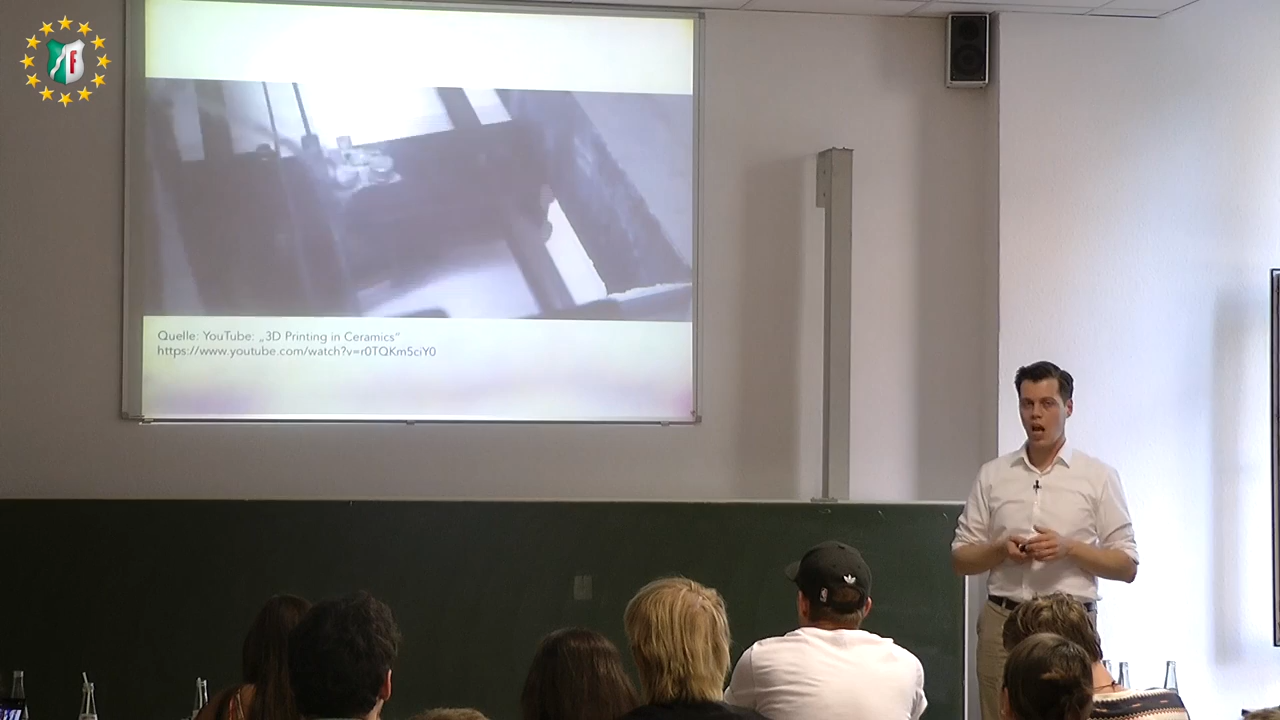 F
Quelle: YouTube: „3D Printing in Ceramics“
https://www.youtube.com/watch?v=r0TQKm5ciY0